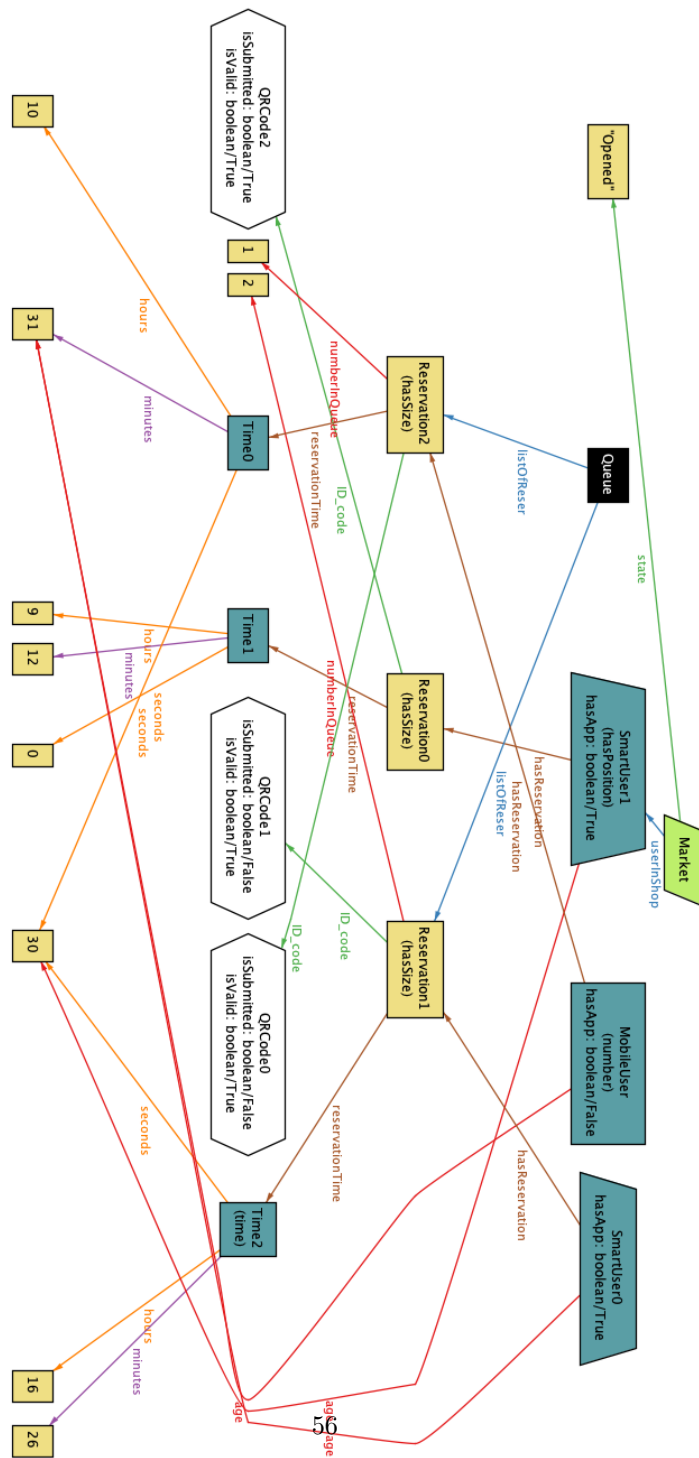 "Opened"
state
Market
userInShop
Queue
listOfReser
listOfReser
SmartUser1
(hasPosition)
hasApp: boolean/True
MobileUser
(number)
hasApp: boolean/False
SmartUser0
hasApp: boolean/True
hasReservation
hasReservation
hasReservation
Reservation2
(hasSize)
Reservation0
(hasSize)
Reservation1
(hasSize)
numberInQueue
reservationTime
ID_code
numberInQueue
reservationTime
ID_code
ID_code
reservationTime
QRCode2
isSubmitted: boolean/True
isValid: boolean/True
1
2
Time0
Time1
QRCode1
isSubmitted: boolean/False
isValid: boolean/True
QRCode0
isSubmitted: boolean/False
isValid: boolean/True
Time2
(time)
hours
minutes
seconds
hours
minutes
seconds
seconds
hours
minutes
age
age
age
10
31
9
12
0
30
16
26
56